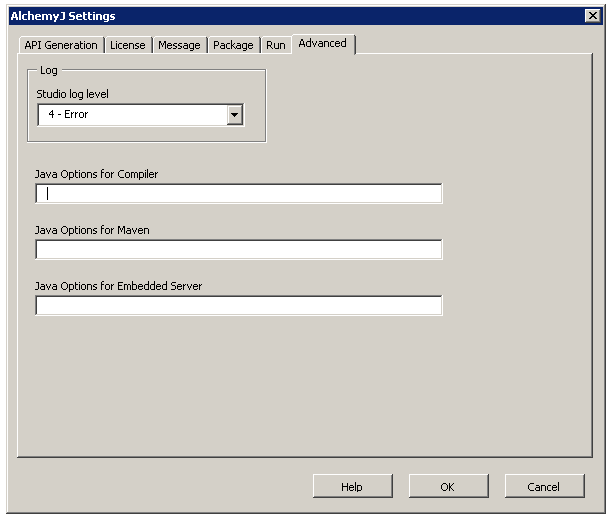 AlchemyJ Settings
API Generation License Message Package Run Advanced
Log
Studio log level
4 - Error
Java Options for Compiler
Java Options for Maven
Java Options for Embedded Server
Help OK Cancel